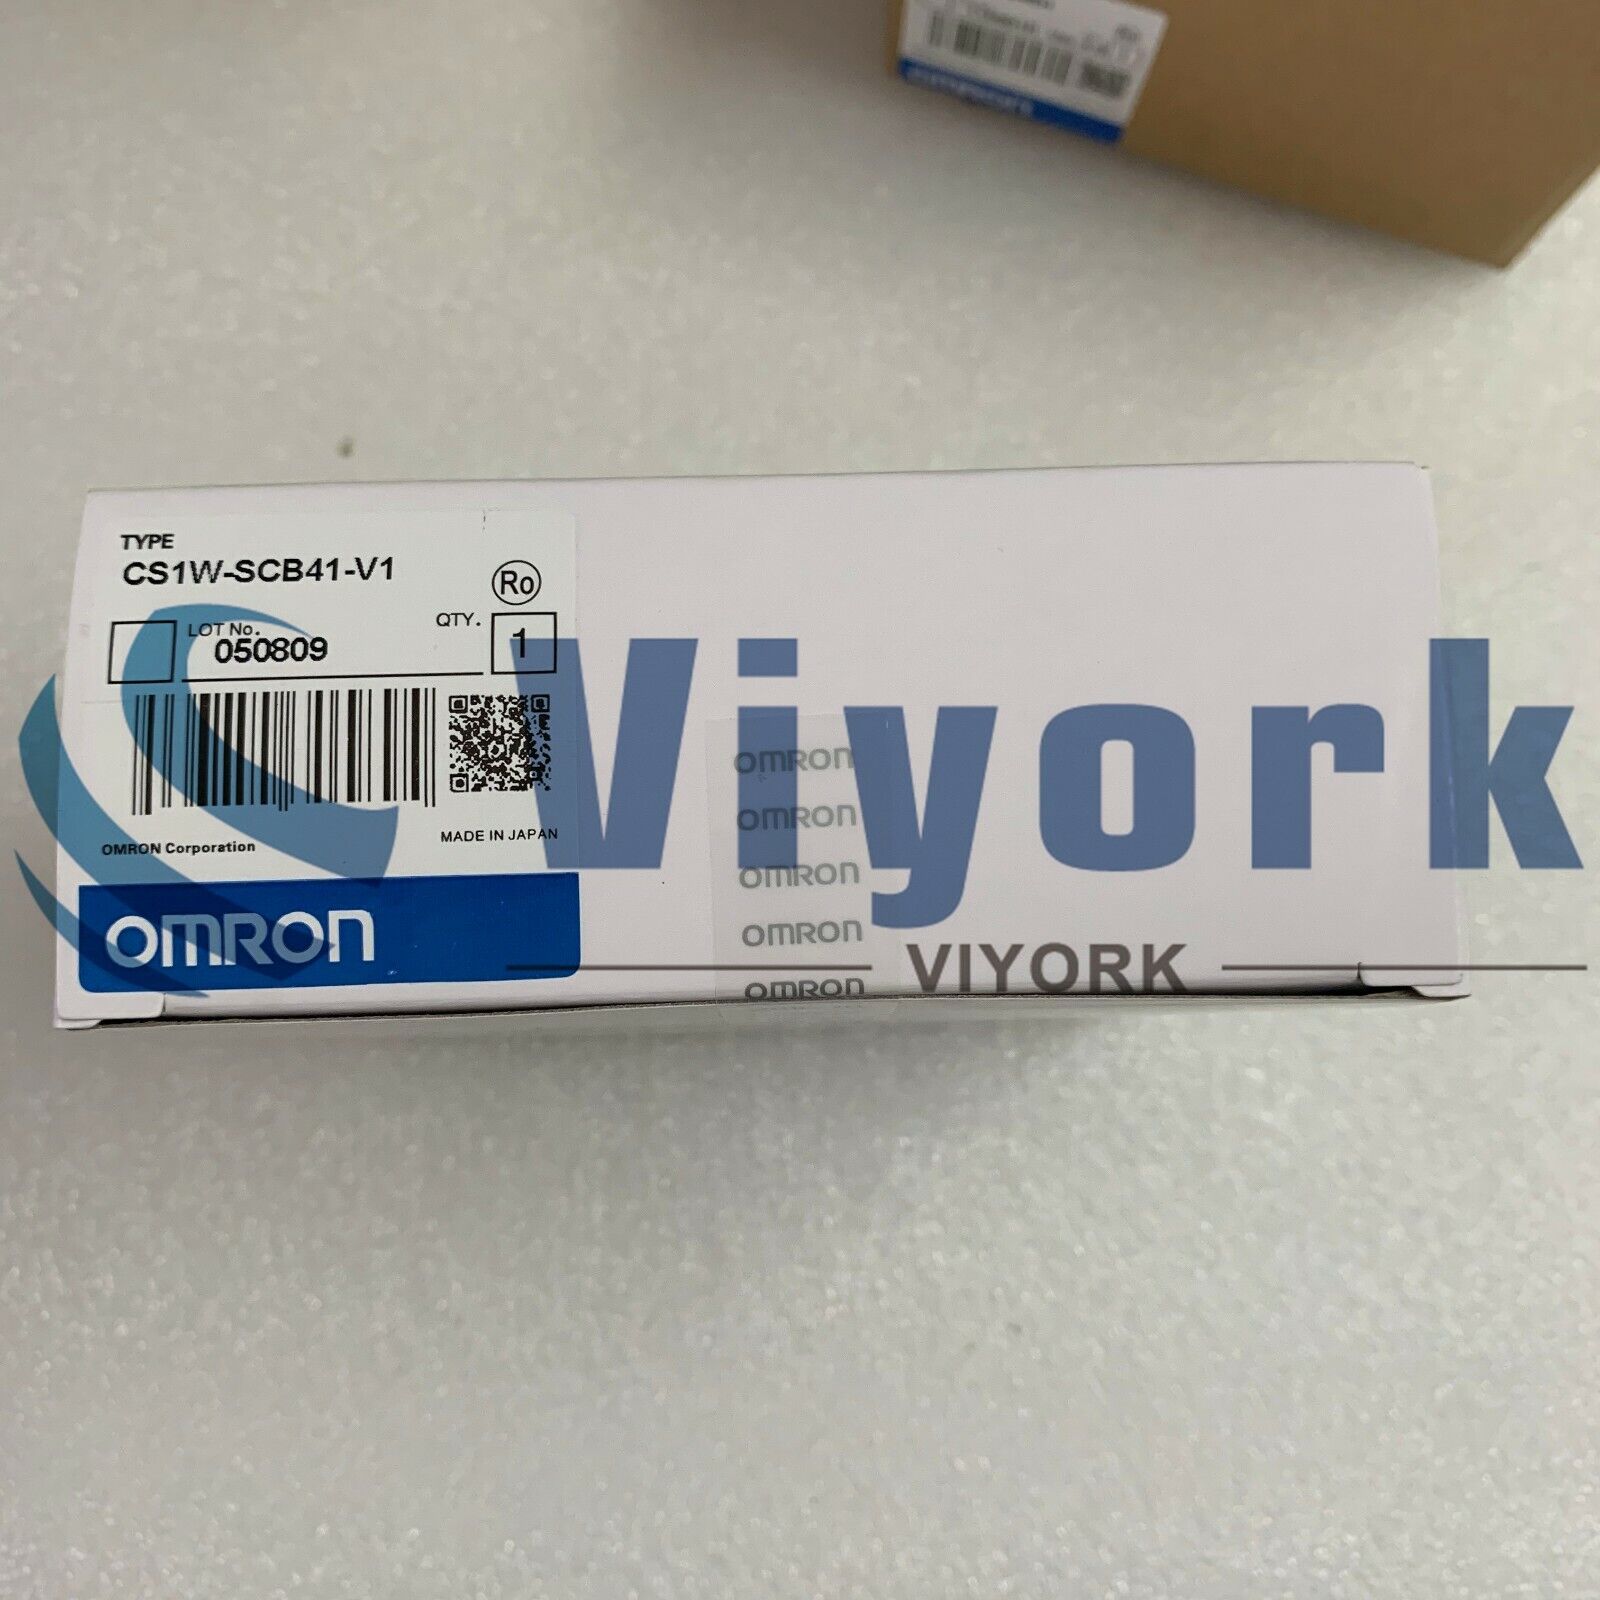 omron
TYPE
CS1W-SCB41-V1
Ro
LOT No.
050809
QTY.
1
OMRON Corporation
MADE IN JAPAN
omron
omron
omron
omron
omron
omron
Viyork
VIYORK